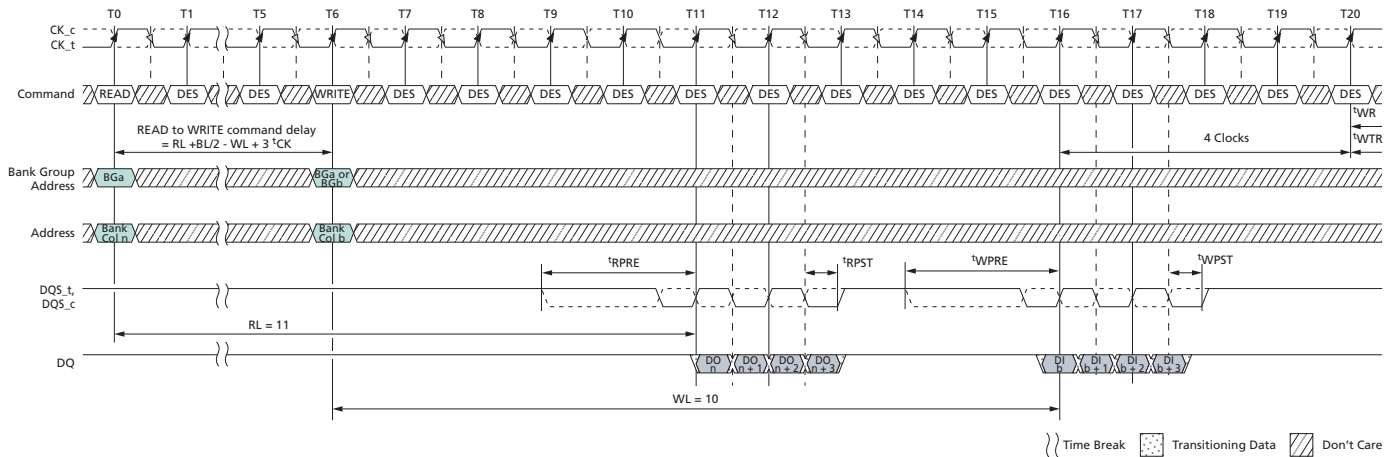 T0 T1 T5 T6 T7 T8 T9 T10 T11 T12 T13 T14 T15 T16 T17 T18 T19 T20
CK_c
CK_t
Command READ DES DES WRITE DES DES DES DES DES DES DES DES DES DES DES DES DES DES
tWR
READ to WRITE command delay
= RL +BL/2 - WL + 3 tCK
4 Clocks
tWTR
Bank Group
Address
BGa
BGa or
BGb
Address
Bank
Col n
Bank
Col b
tRPRE tRPST tWPRE tWPST
DQS_t,
DQS_c
RL = 11
DQ
DO
n
DO
n + 1
DO
n + 2
DO
n + 3
DI
b
DI
b + 1
DI
b + 2
DI
b + 3
WL = 10
Time Break Transitioning Data Don't Care